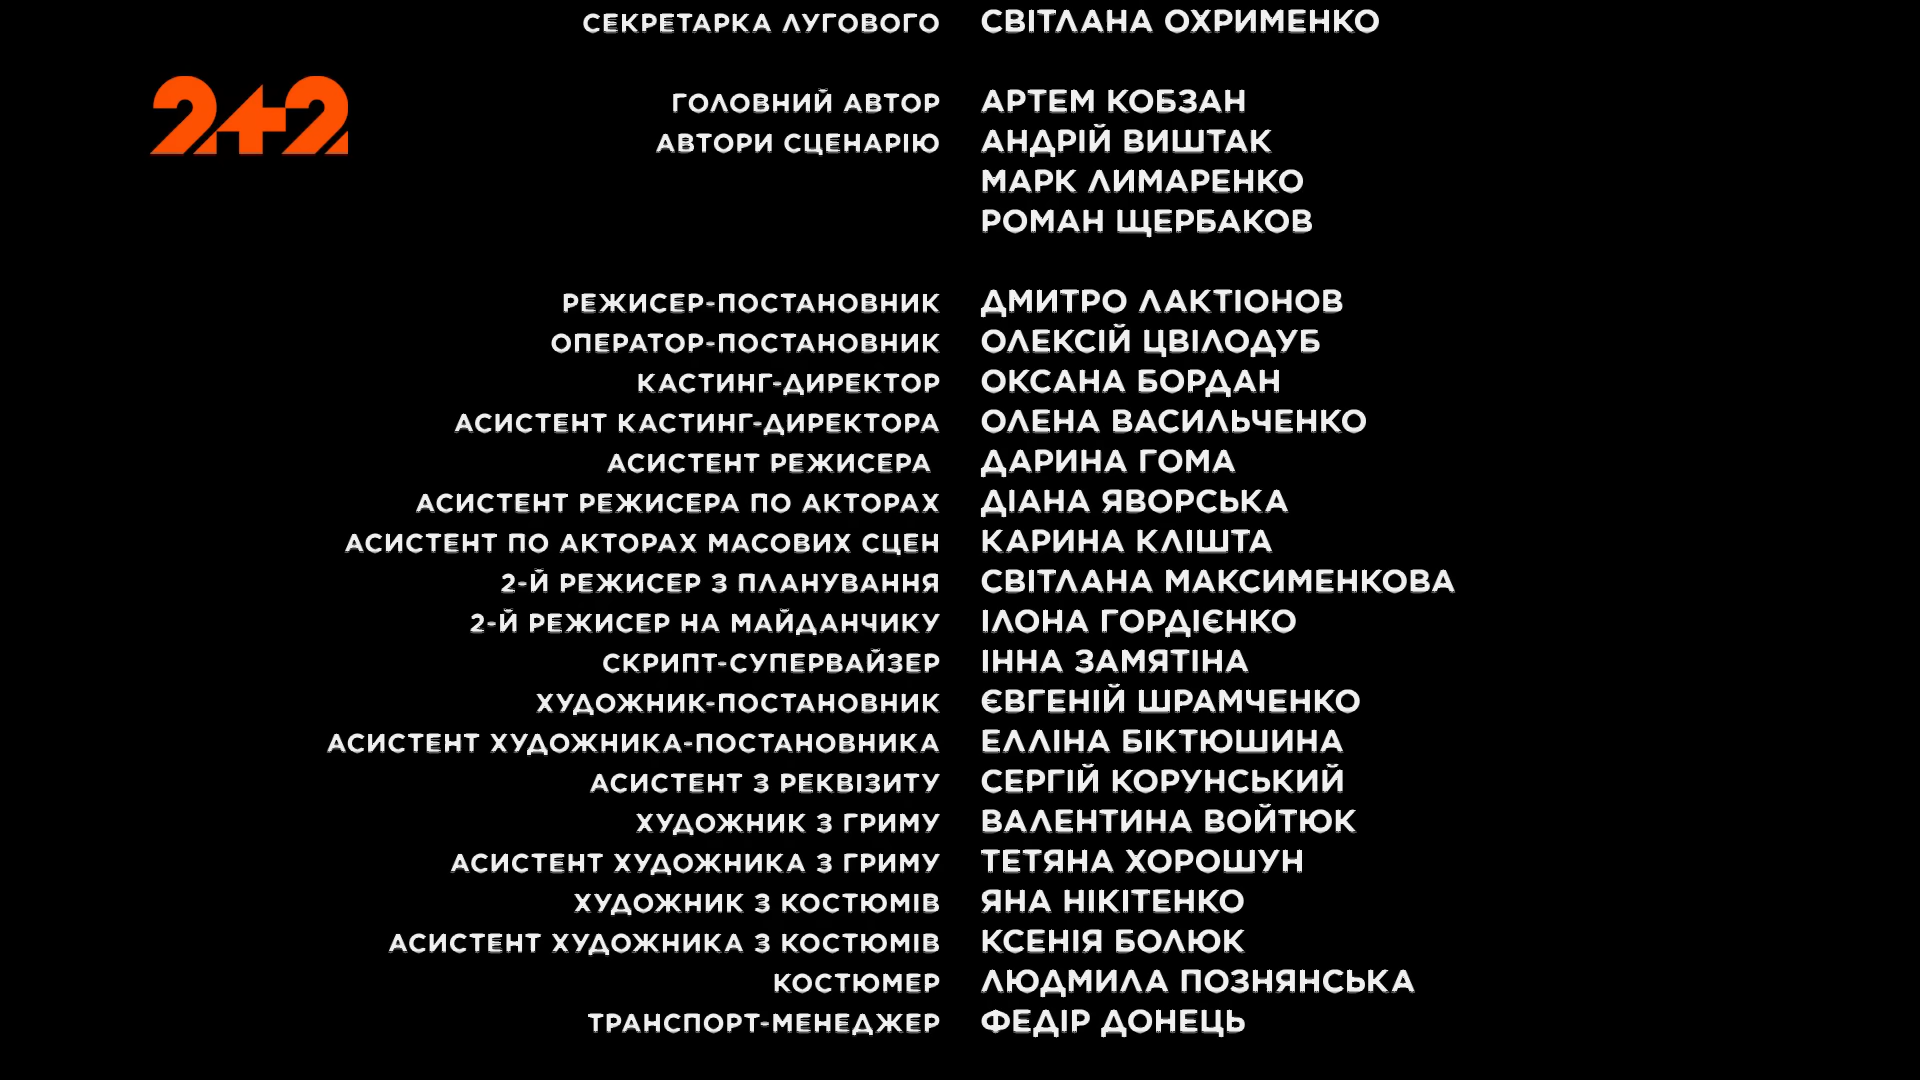 СЕКРЕТАРКА ЛУГОВОГО СВІТЛАНА ОХРИМЕНКО
2+2
ГОЛОВНИЙ АВТОР АРТЕМ КОБЗАН
АВТОРИ СЦЕНАРІЮ АНДРІЙ ВИШТАК
МАРК ЛИМАРЕНКО
РОМАН ЩЕРБАКОВ
РЕЖИСЕР-ПОСТАНОВНИК ДМИТРО ЛАКТІОНОВ
ОПЕРАТОР-ПОСТАНОВНИК ОЛЕКСІЙ ЦВІЛОДУБ
КАСТИНГ-ДИРЕКТОР ОКСАНА БОРДАН
АСИСТЕНТ КАСТИНГ-ДИРЕКТОРА ОЛЕНА ВАСИЛЬЧЕНКО
АСИСТЕНТ РЕЖИСЕРА ДАРИНА ГОМА
АСИСТЕНТ РЕЖИСЕРА ПО АКТОРАХ ДІАНА ЯВОРСЬКА
АСИСТЕНТ ПО АКТОРАХ МАСОВИХ СЦЕН КАРИНА КЛІШТА
2-Й РЕЖИСЕР З ПЛАНУВАННЯ СВІТЛАНА МАКСИМЕНКОВА
2-Й РЕЖИСЕР НА МАЙДАНЧИКУ ІЛОНА ГОРДІЄНКО
СКРИПТ-СУПЕРВАЙЗЕР ІННА ЗАМЯТІНА
ХУДОЖНИК-ПОСТАНОВНИК ЄВГЕНІЙ ШРАМЧЕНКО
АСИСТЕНТ ХУДОЖНИКА-ПОСТАНОВНИКА ЕЛЛІНА БІКТЮШИНА
АСИСТЕНТ З РЕКВІЗИТУ СЕРГІЙ КОРУНСЬКИЙ
ХУДОЖНИК З ГРИМУ ВАЛЕНТИНА ВОЙТЮК
АСИСТЕНТ ХУДОЖНИКА З ГРИМУ ТЕТЯНА ХОРОШУН
ХУДОЖНИК З КОСТЮМІВ ЯНА НІКІТЕНКО
АСИСТЕНТ ХУДОЖНИКА З КОСТЮМІВ КСЕНІЯ БОЛЮК
КОСТЮМЕР ЛЮДМИЛА ПОЗНЯНСЬКА
ТРАНСПОРТ-МЕНЕДЖЕР ФЕДІР ДОНЕЦЬ